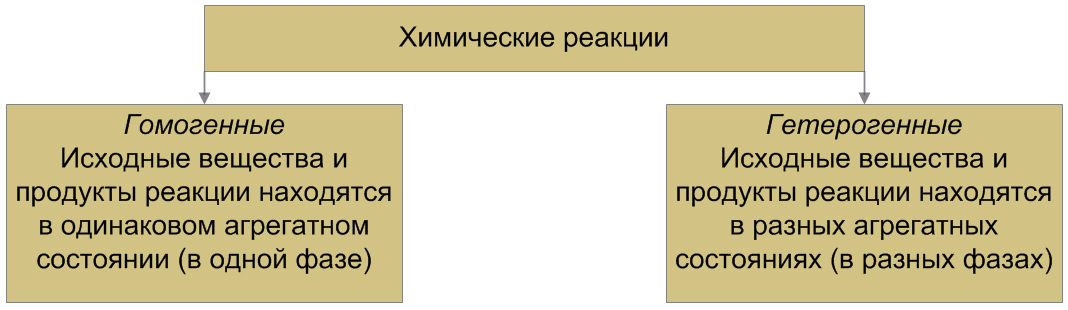 Химические реакции
Гомогенные
Исходные вещества и
продукты реакции находятся
в одинаковом агрегатном
состоянии (в одной фазе)
Гетерогенные
Исходные вещества и
продукты реакции находятся
в разных агрегатных
состояниях (в разных фазах)